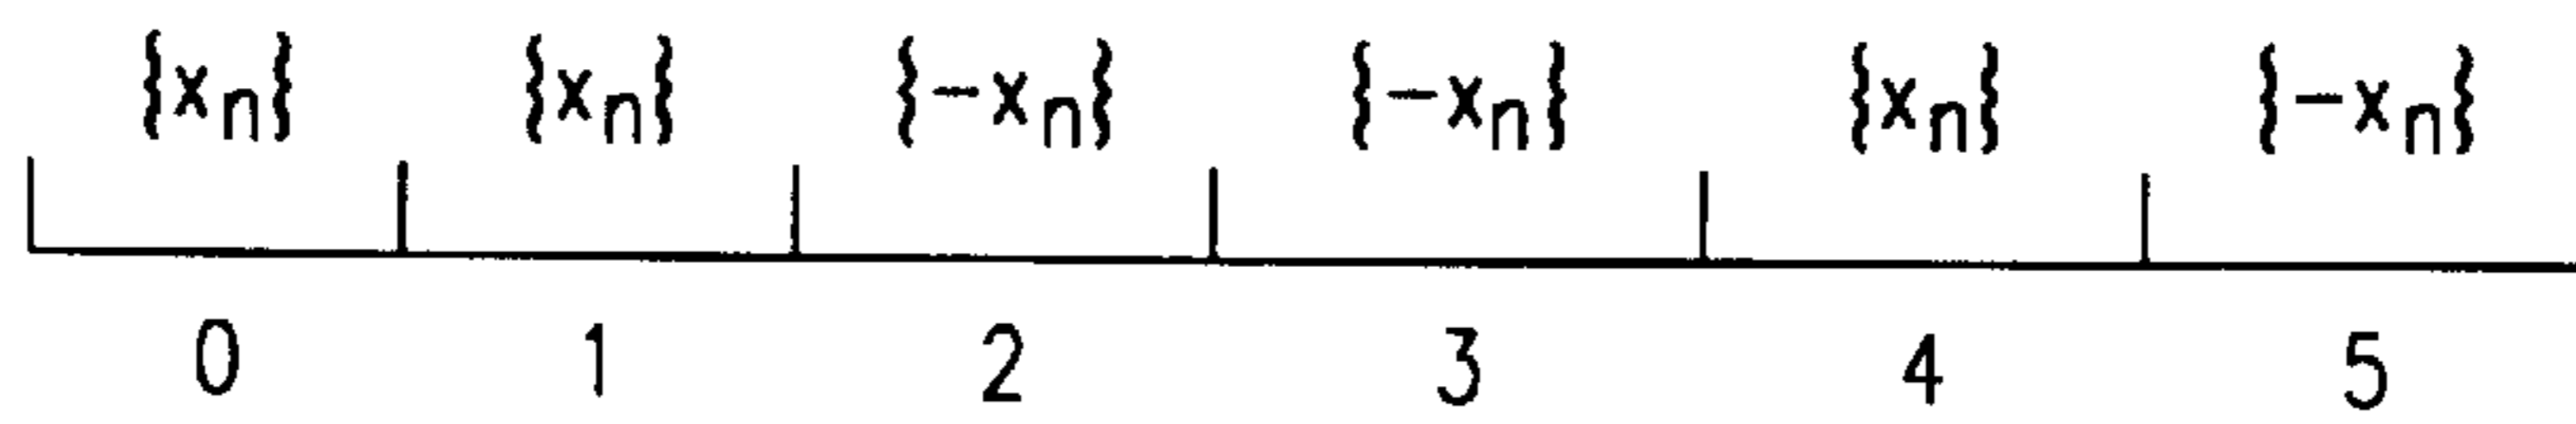 {xn} {xn} {-xn} {-xn} {xn} {-xn}
0 1 2 3 4 5